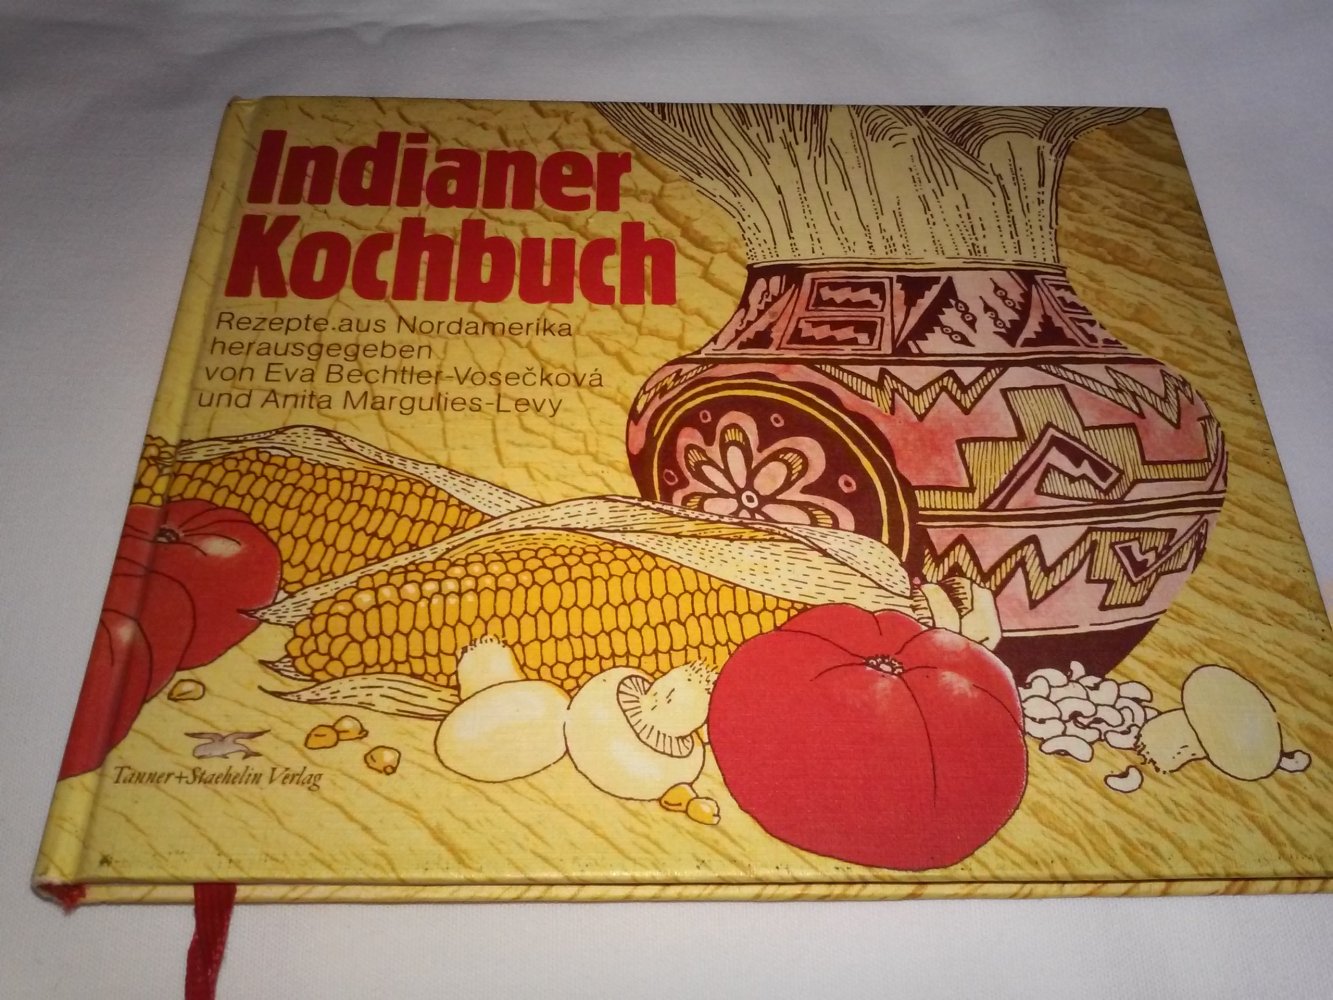 Indianer
Kochbuch
Rezepte aus Nordamerika
herausgegeben
von Eva Bechtler-Vosečková
und Anita Margulies-Levy
Tanner+Staehelin Verlag